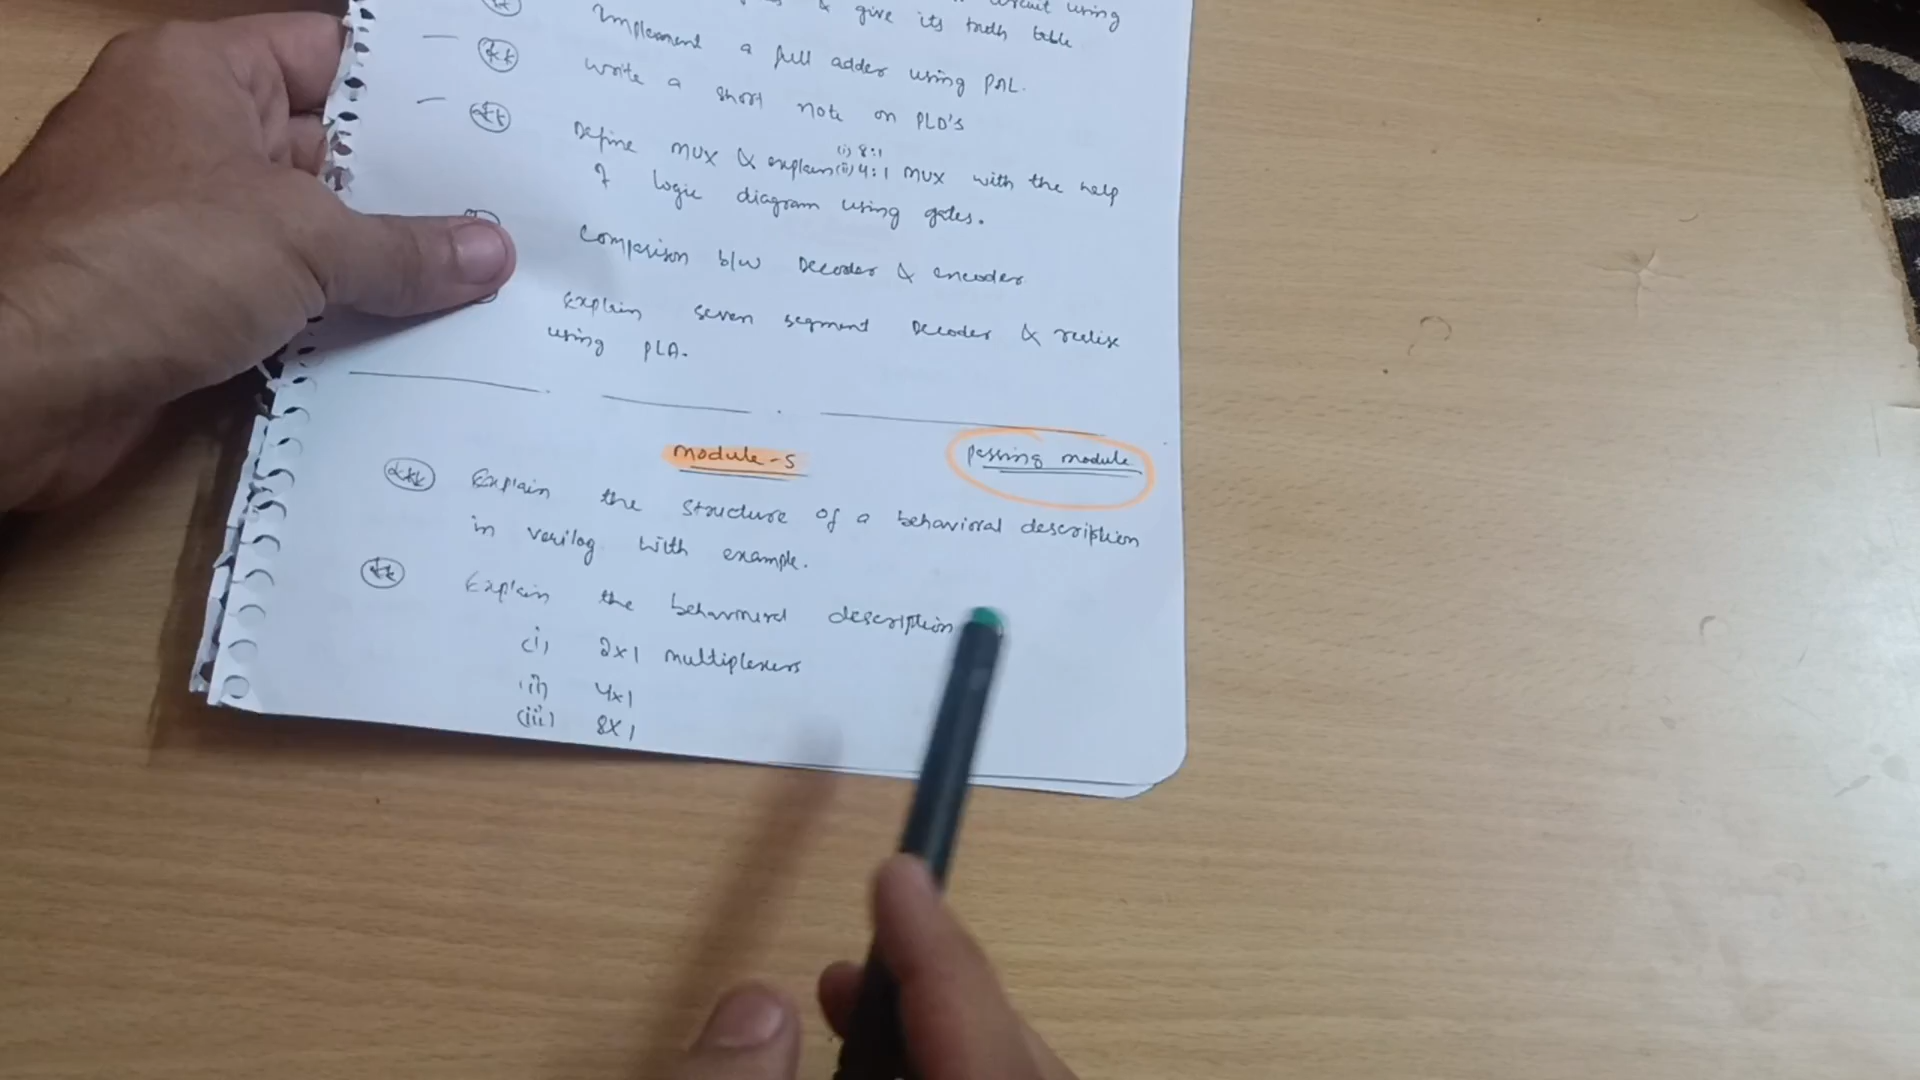 circuit using
& give its truth table
** Implement a full adder using PAL.
** Write a short note on PLD's
Define MUX & explain (i) 8:1 (ii) 4:1 MUX with the help
of logic diagram using gates.
Comparison b/w Decoder & encoder
Explain seven segment Decoder & realise
using PLA.
Module-5 Passing module
*** Explain the structure of a behavioral description
in verilog with example.
** Explain the behavioural description
(i) 2x1 multiplexers
(ii) 4x1
(iii) 8x1